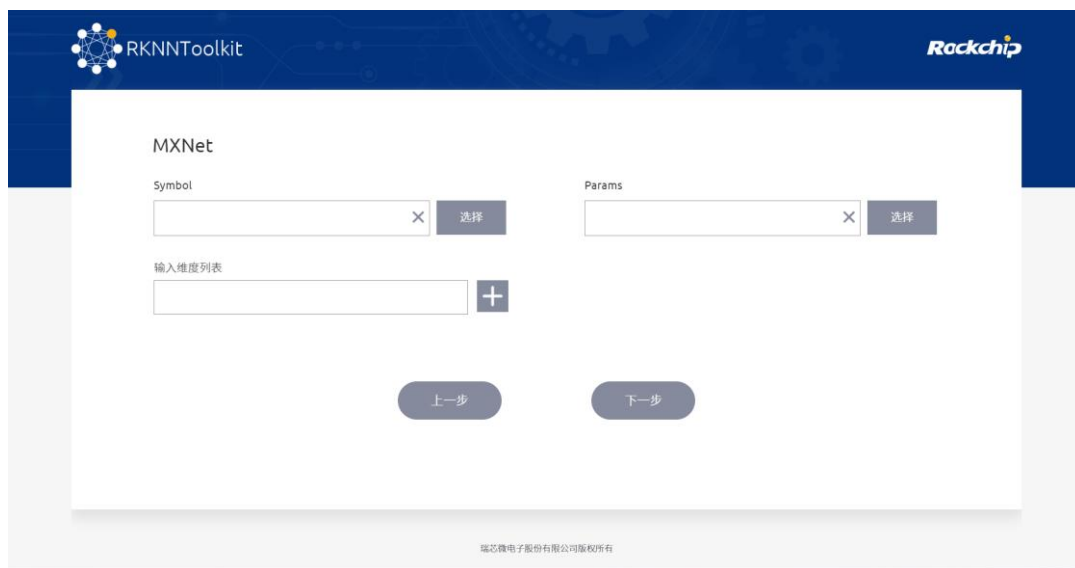 RKNNToolkit
Rockchip
MXNet
Symbol
Params
选择
选择
输入维度列表
上一步
下一步
瑞芯微电子股份有限公司版权所有